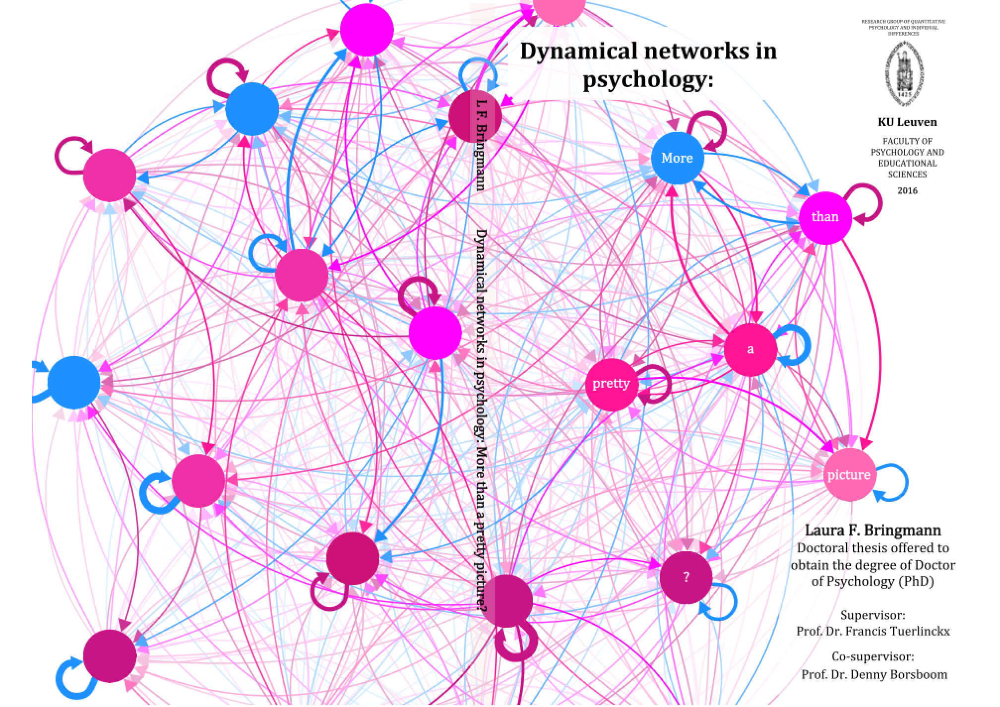 L F. Bringmann Dynamical networks in psychology: More than a pretty picture?
Dynamical networks in
psychology:
More
than
a
pretty
picture
?
RESEARCH GROUP OF QUANTITATIVE
PSYCHOLOGY AND INDIVIDUAL
DIFFERENCES
1425
KU Leuven
FACULTY OF
PSYCHOLOGY AND
EDUCATIONAL
SCIENCES
2016
Laura F. Bringmann
Doctoral thesis offered to
obtain the degree of Doctor
of Psychology (PhD)
Supervisor:
Prof. Dr. Francis Tuerlinckx
Co-supervisor:
Prof. Dr. Denny Borsboom